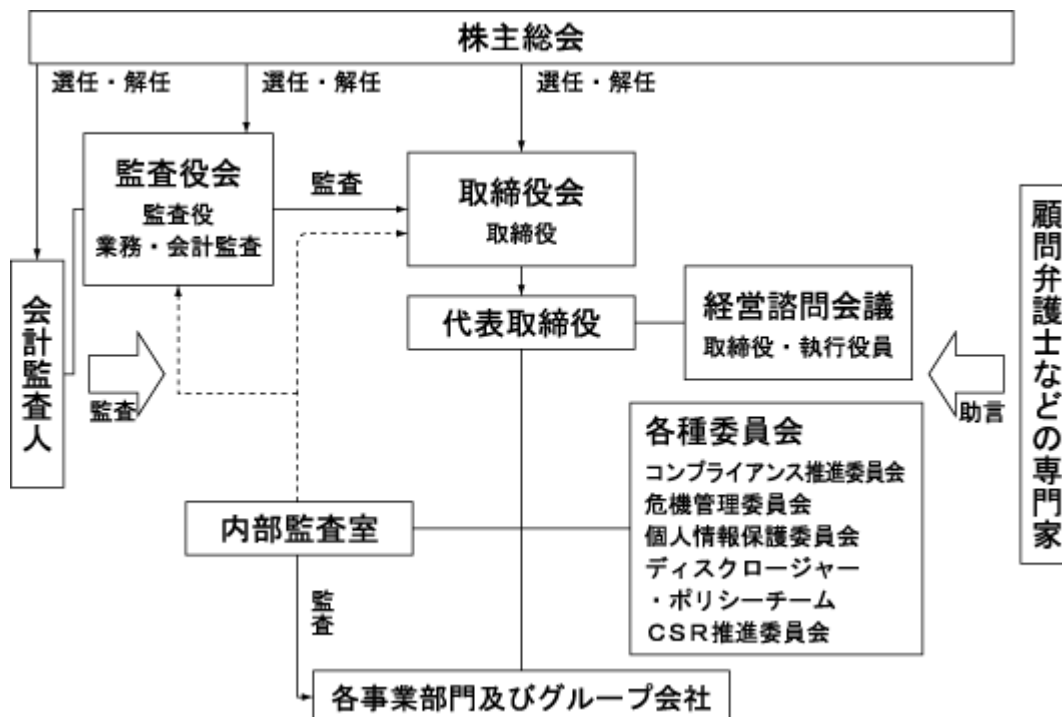 株主総会
選任・解任
選任・解任
選任・解任
監査役会
監査役
業務・会計監査
監査
取締役会
取締役
会計監査人
監査
代表取締役
経営諮問会議
取締役・執行役員
顧問弁護士などの専門家
助言
各種委員会
コンプライアンス推進委員会
危機管理委員会
個人情報保護委員会
ディスクロージャー
・ポリシーチーム
CSR推進委員会
内部監査室
監査
各事業部門及びグループ会社